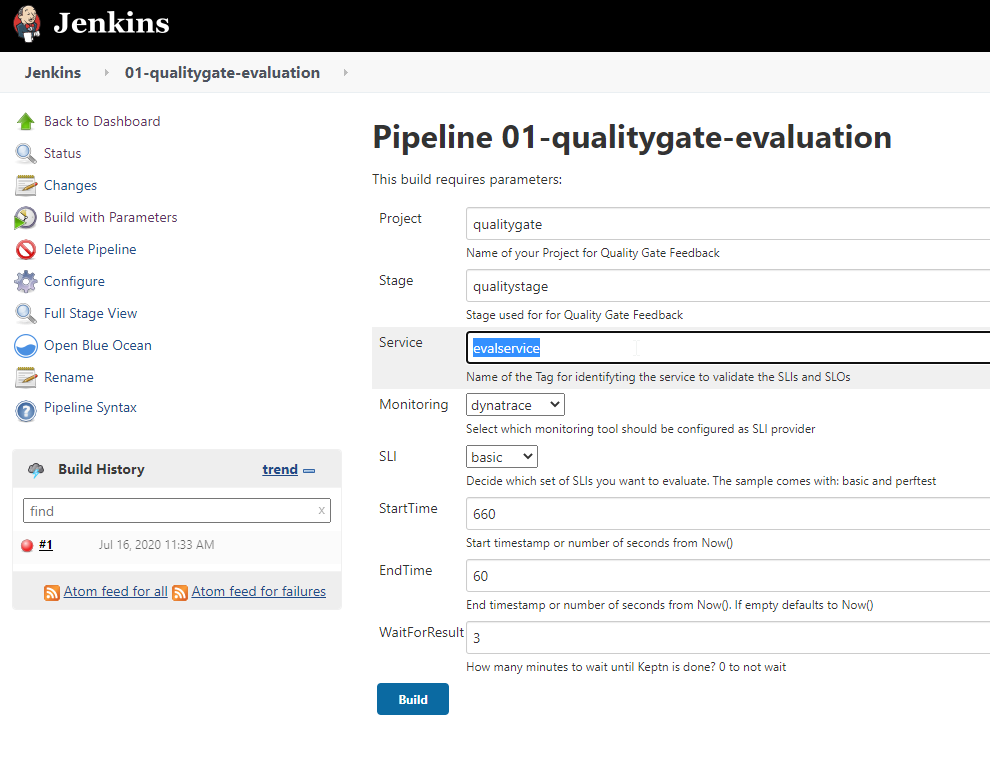 Jenkins
Jenkins
01-qualitygate-evaluation
Back to Dashboard
Status
Changes
Build with Parameters
Delete Pipeline
Configure
Full Stage View
Open Blue Ocean
Rename
Pipeline Syntax
Build History
trend
find
x
#1
Jul 16, 2020 11:33 AM
Atom feed for all
Atom feed for failures
Pipeline 01-qualitygate-evaluation
This build requires parameters:
Project
qualitygate
Name of your Project for Quality Gate Feedback
Stage
qualitystage
Stage used for for Quality Gate Feedback
Service
evalservice
Name of the Tag for identifyting the service to validate the SLIs and SLOs
Monitoring
dynatrace
Select which monitoring tool should be configured as SLI provider
SLI
basic
Decide which set of SLIs you want to evaluate. The sample comes with: basic and perftest
StartTime
660
Start timestamp or number of seconds from Now()
EndTime
60
End timestamp or number of seconds from Now(). If empty defaults to Now()
WaitForResult
3
How many minutes to wait until Keptn is done? 0 to not wait
Build